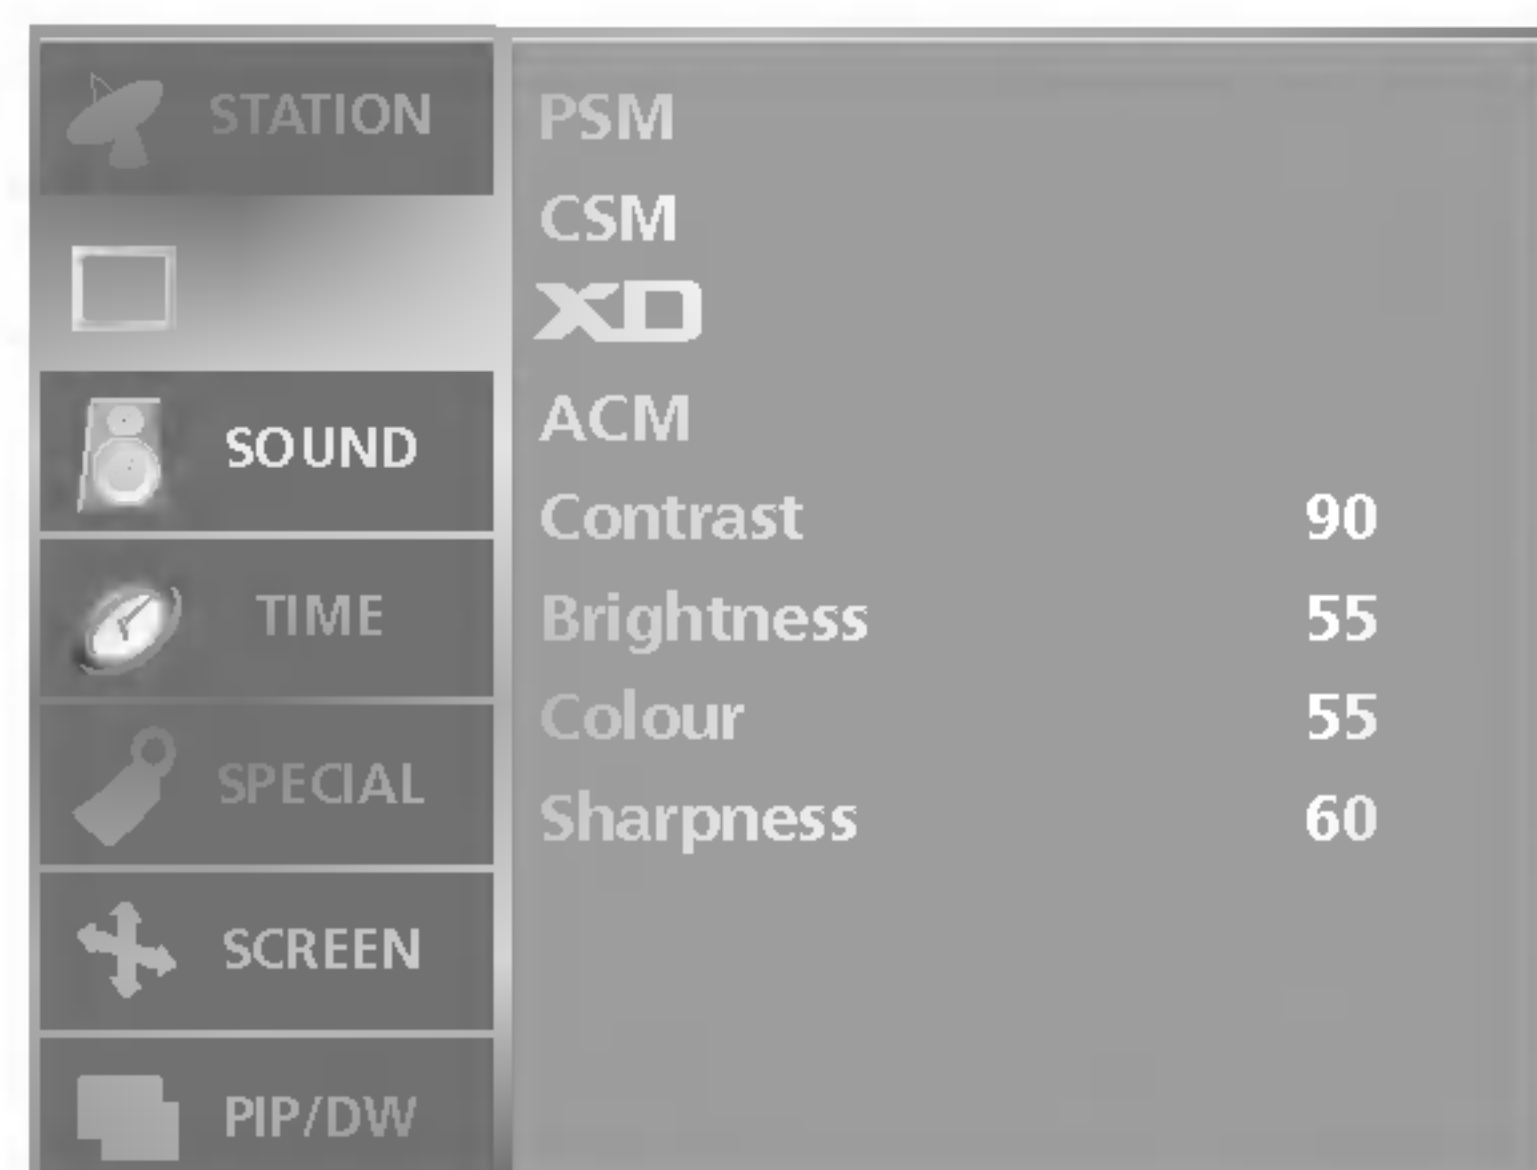 STATION
SOUND
TIME
SPECIAL
SCREEN
PIP/DW
PSM
CSM
XD
ACM
Contrast 90
Brightness 55
Colour 55
Sharpness 60